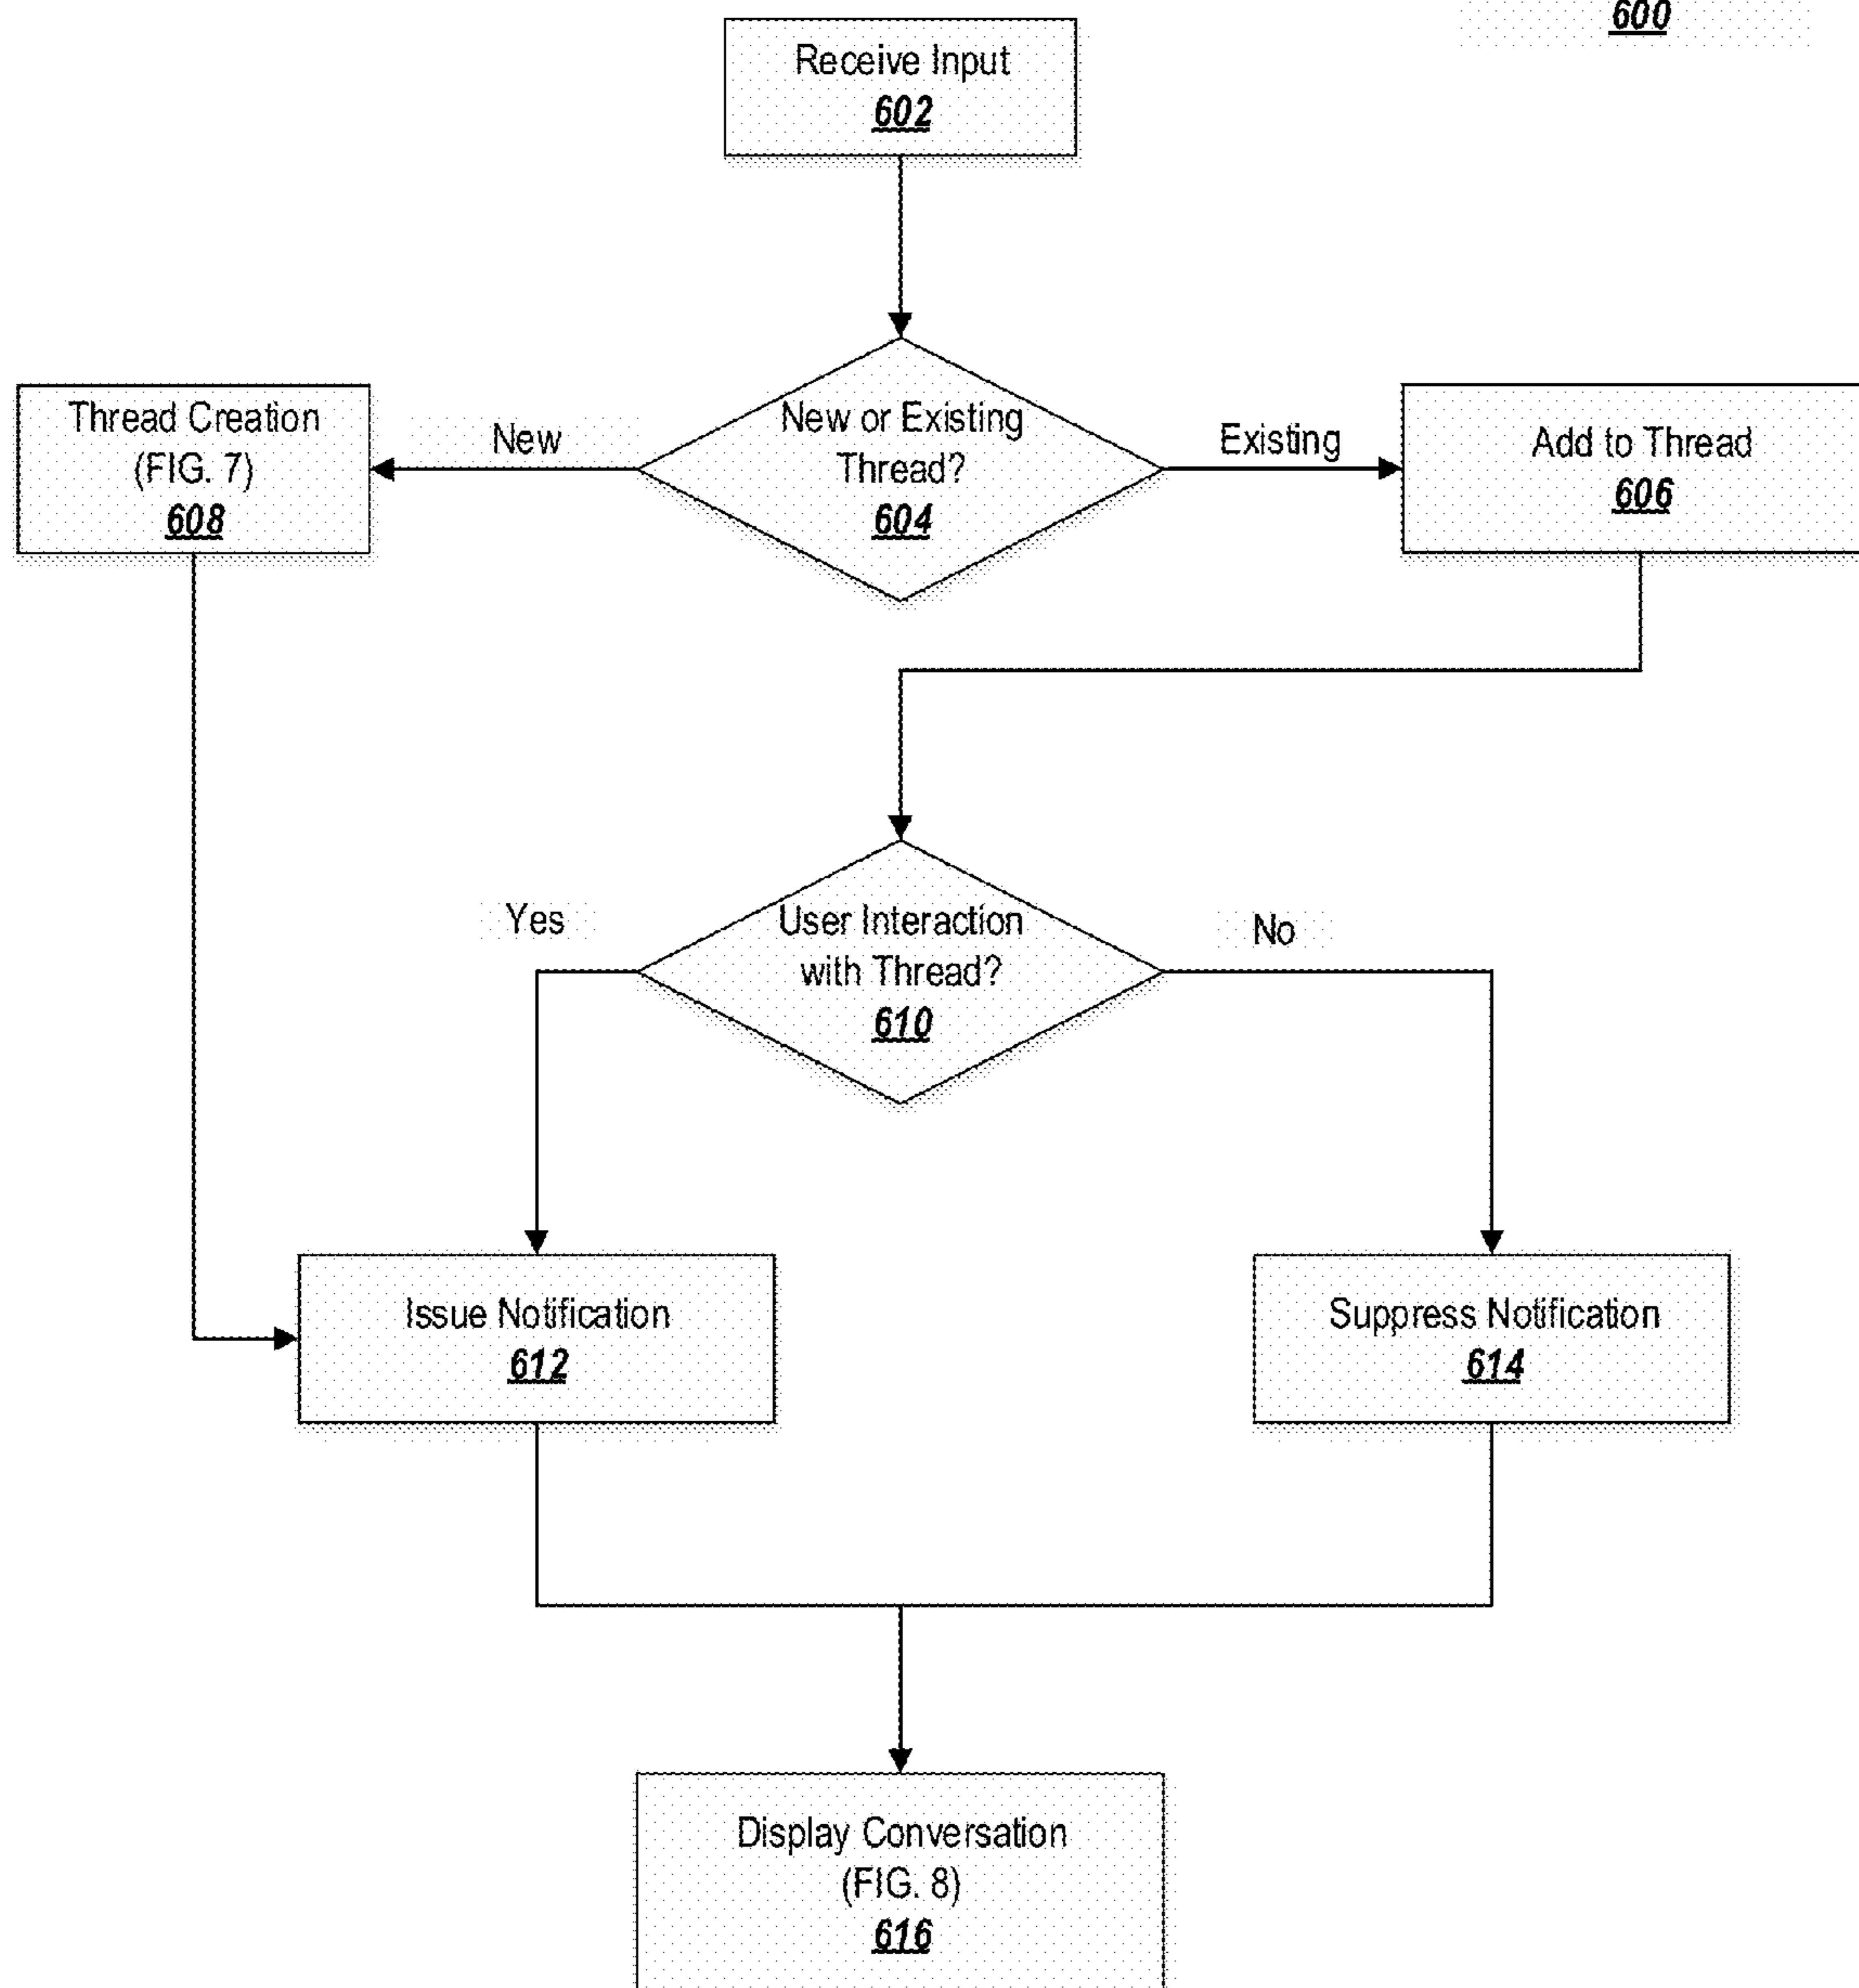 600
Receive Input
602
New or Existing
Thread?
604
New
Existing
Thread Creation
(FIG. 7)
608
Add to Thread
606
User Interaction
with Thread?
610
Yes
No
Issue Notification
612
Suppress Notification
614
Display Conversation
(FIG. 8)
616